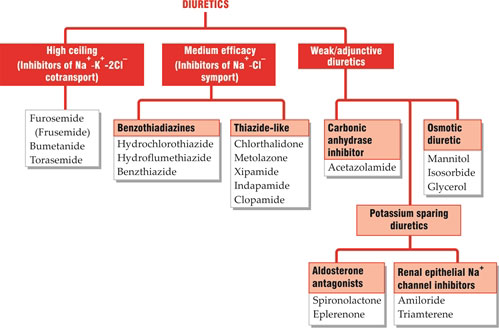 DIURETICS
High ceiling
(Inhibitors of Na⁺-K⁺-2Cl⁻
cotransport)
Medium efficacy
(Inhibitors of Na⁺-Cl⁻
symport)
Weak/adjunctive
diuretics
Furosemide
(Frusemide)
Bumetanide
Torasemide
Benzothiadiazines
Hydrochlorothiazide
Hydroflumethiazide
Benzthiazide
Thiazide-like
Chlorthalidone
Metolazone
Xipamide
Indapamide
Clopamide
Carbonic
anhydrase
inhibitor
Acetazolamide
Osmotic
diuretic
Mannitol
Isosorbide
Glycerol
Potassium sparing
diuretics
Aldosterone
antagonists
Spironolactone
Eplerenone
Renal epithelial Na⁺
channel inhibitors
Amiloride
Triamterene